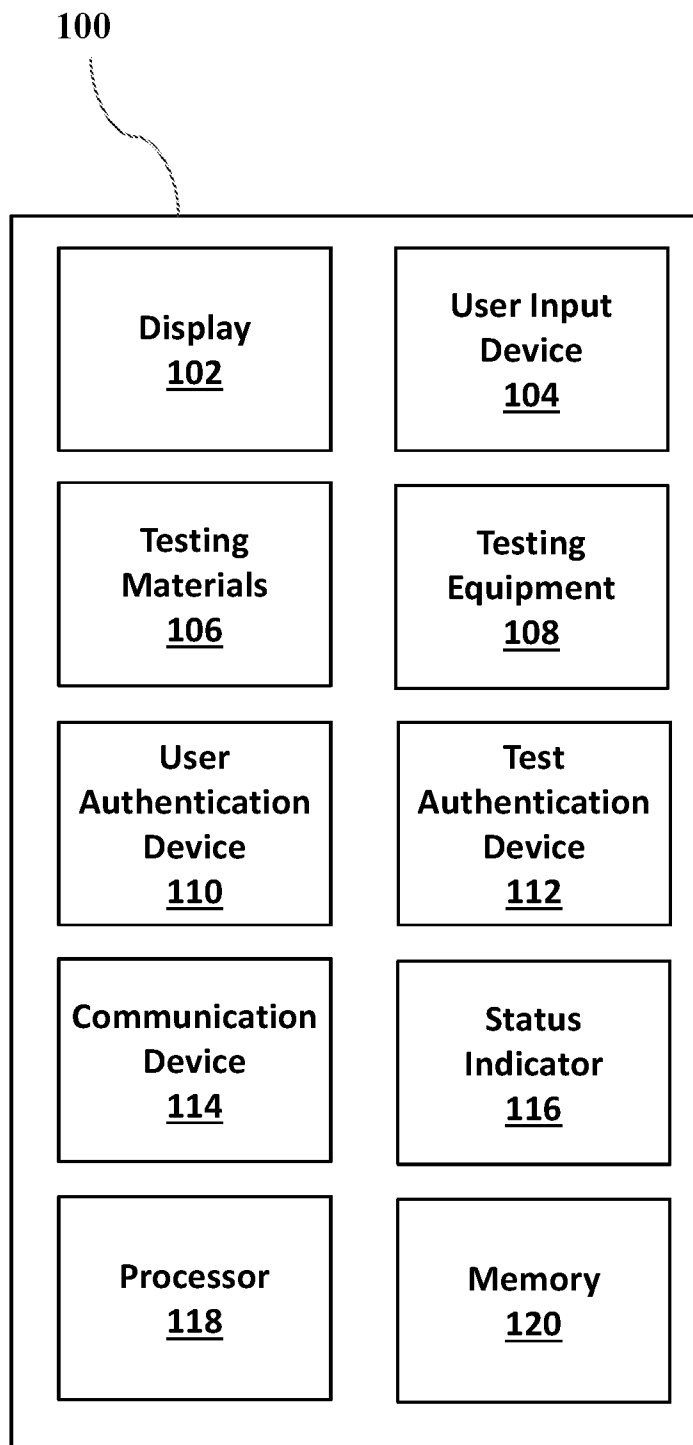 100
Display
102
User Input
Device
104
Testing
Materials
106
Testing
Equipment
108
User
Authentication
Device
110
Test
Authentication
Device
112
Communication
Device
114
Status
Indicator
116
Processor
118
Memory
120